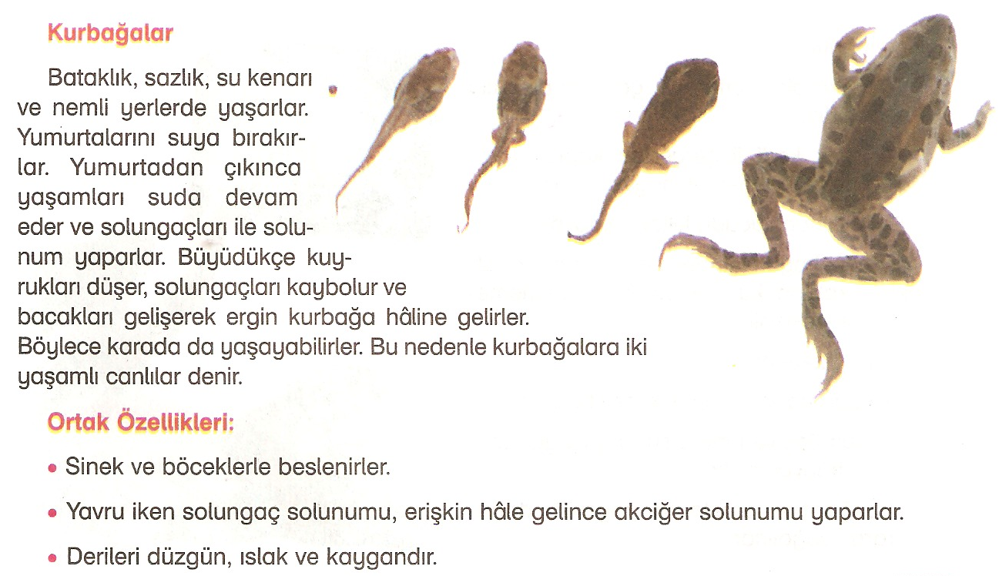 Kurbağalar
Bataklık, sazlık, su kenarı
ve nemli yerlerde yaşarlar.
Yumurtalarını suya bırakır-
lar. Yumurtadan çıkınca
yaşamları suda devam
eder ve solungaçları ile solu-
num yaparlar. Büyüdükçe kuy-
rukları düşer, solungaçları kaybolur ve
bacakları gelişerek ergin kurbağa hâline gelirler.
Böylece karada da yaşayabilirler. Bu nedenle kurbağalara iki
yaşamlı canlılar denir.
Ortak Özellikleri:
• Sinek ve böceklerle beslenirler.
• Yavru iken solungaç solunumu, erişkin hâle gelince akciğer solunumu yaparlar.
• Derileri düzgün, ıslak ve kaygandır.